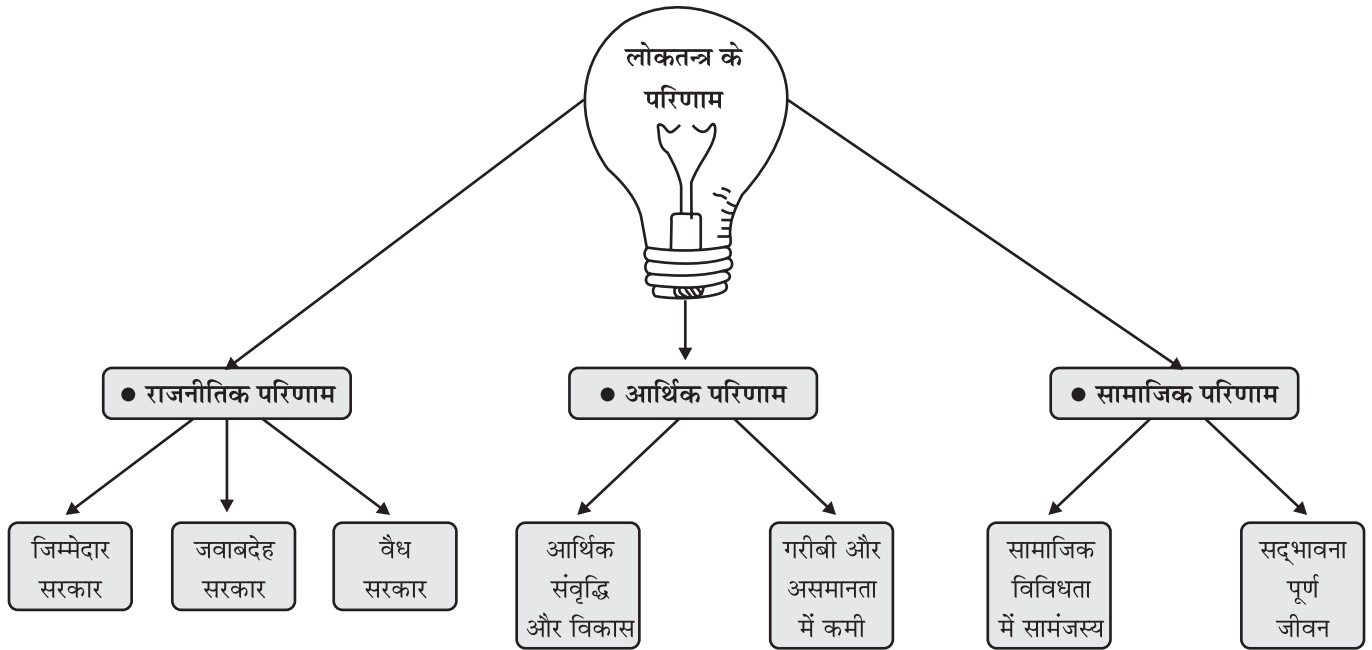 लोकतन्त्र के
परिणाम
● राजनीतिक परिणाम
● आर्थिक परिणाम
● सामाजिक परिणाम
जिम्मेदार
सरकार
जवाबदेह
सरकार
वैध
सरकार
आर्थिक
संवृद्धि
और विकास
गरीबी और
असमानता
में कमी
सामाजिक
विविधता
में सामंजस्य
सद्‌भावना
पूर्ण
जीवन